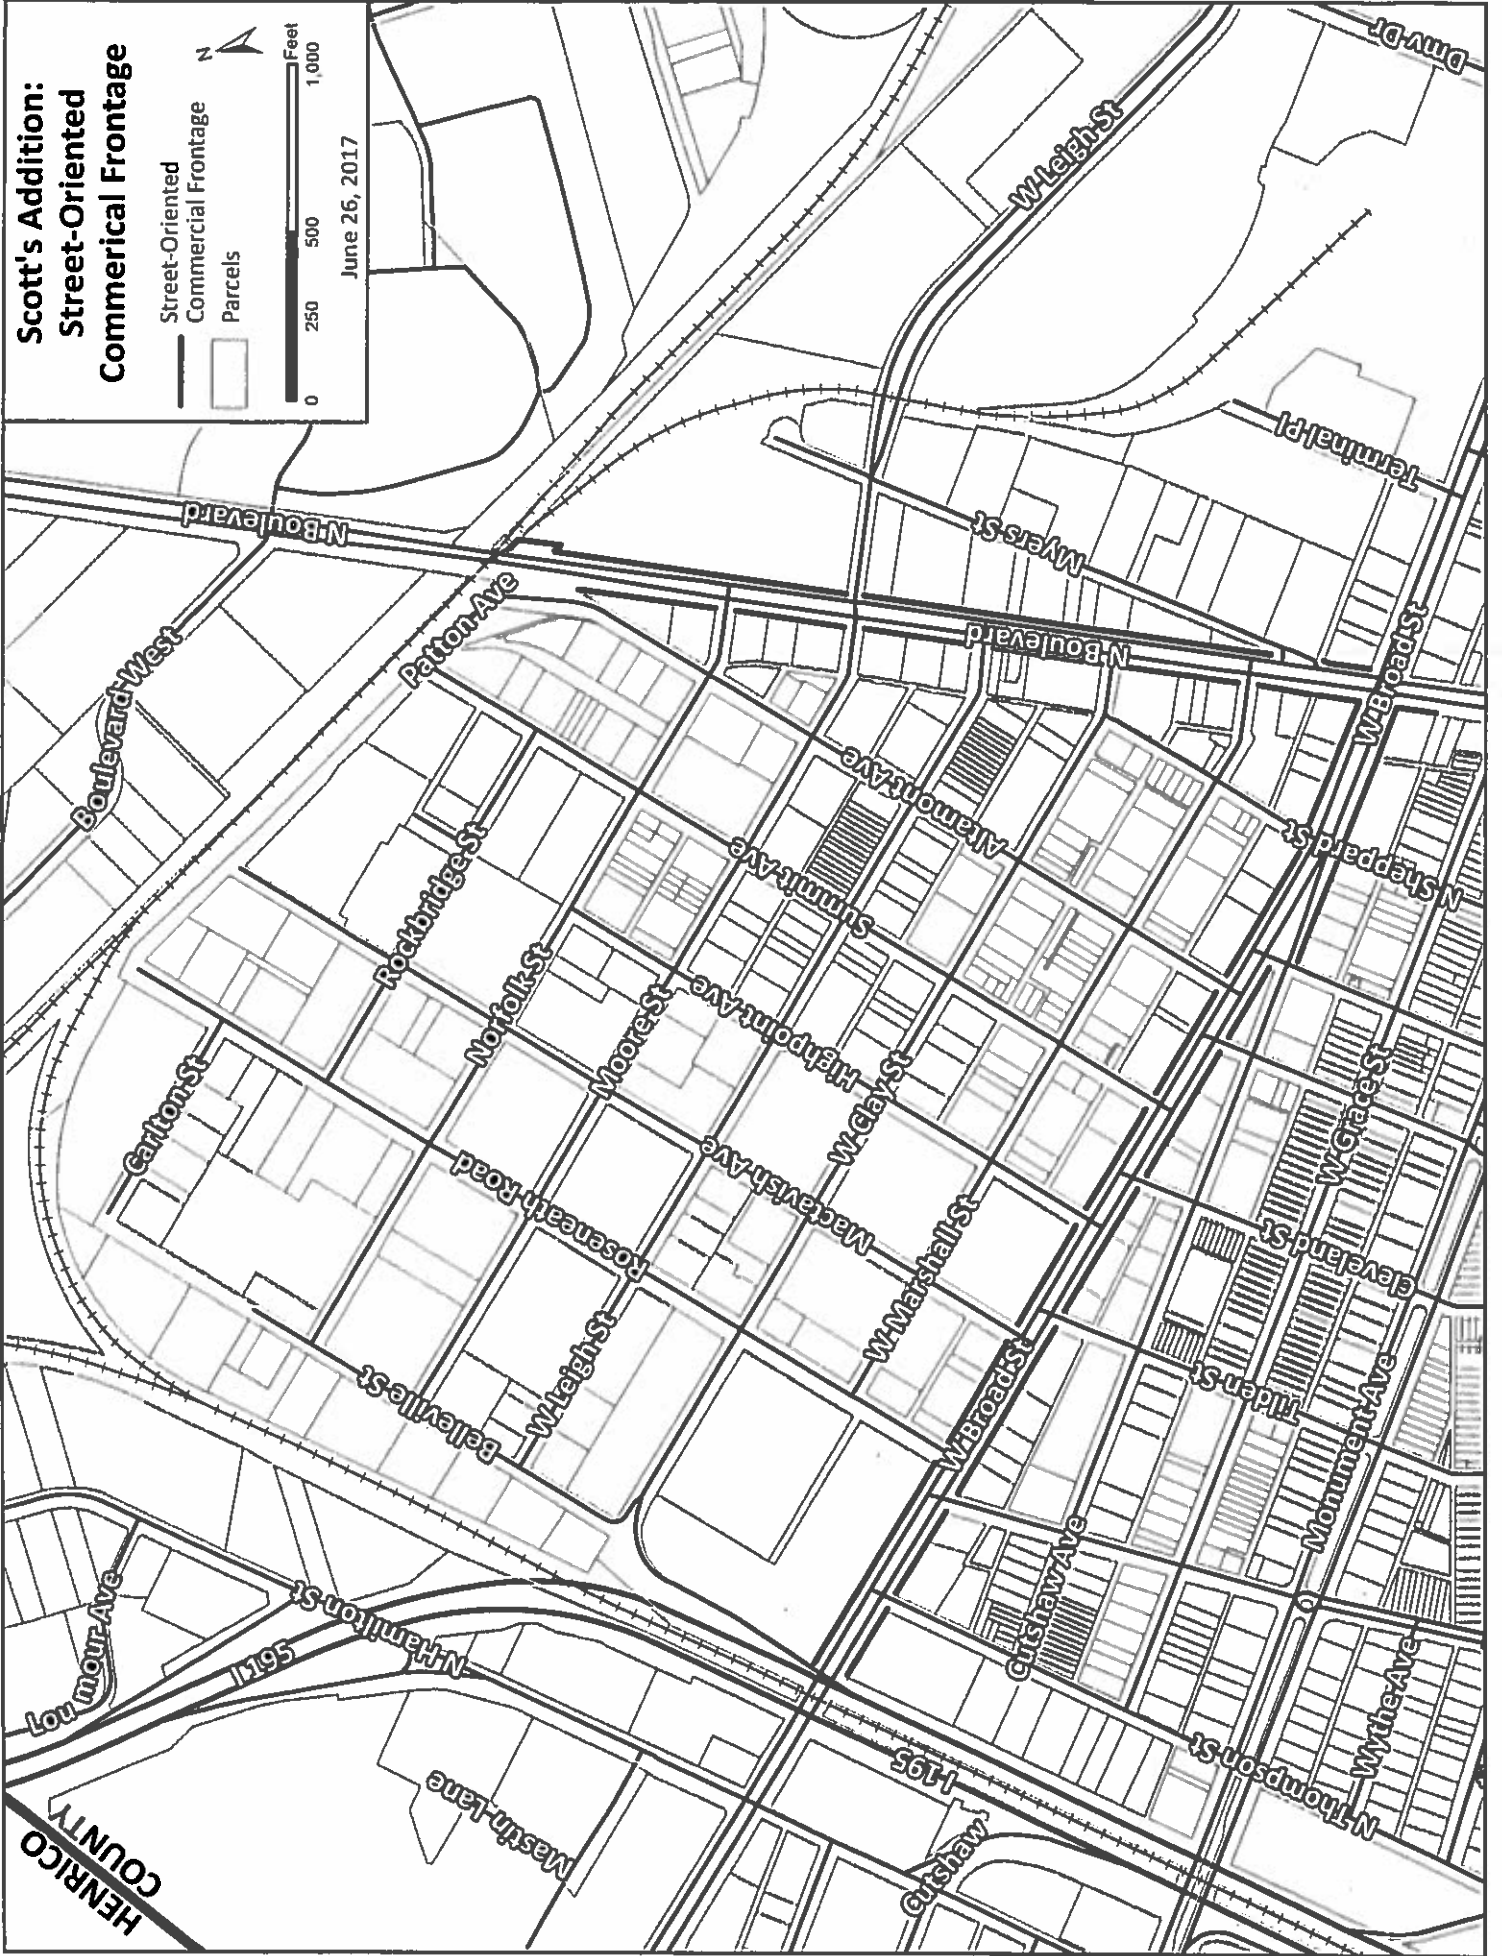 Scott's Addition:
Street-Oriented
Commerical Frontage
Street-Oriented
Commercial Frontage
Parcels
N
0 250 500 1,000
Feet
June 26, 2017
HENRICO
COUNTY
Lou mour Ave
I 195
N Hamilton St
Mastin Lane
Cutshaw
I 195
Boulevard West
N Boulevard
Patton Ave
Carlton St
Rockbridge St
Norfolk St
Moore St
Belleville St
W Leigh St
Roseneath Road
Mactavish Ave
Highpoint Ave
Summit Ave
Altamont Ave
W Clay St
W Marshall St
W Broad St
N Boulevard
Myers St
W Leigh St
Dmv Dr
Terminal Pl
W Broad St
N Sheppard St
W Grace St
Cleveland St
Tilden St
Monument Ave
Cutshaw Ave
Wythe Ave
N Thompson St